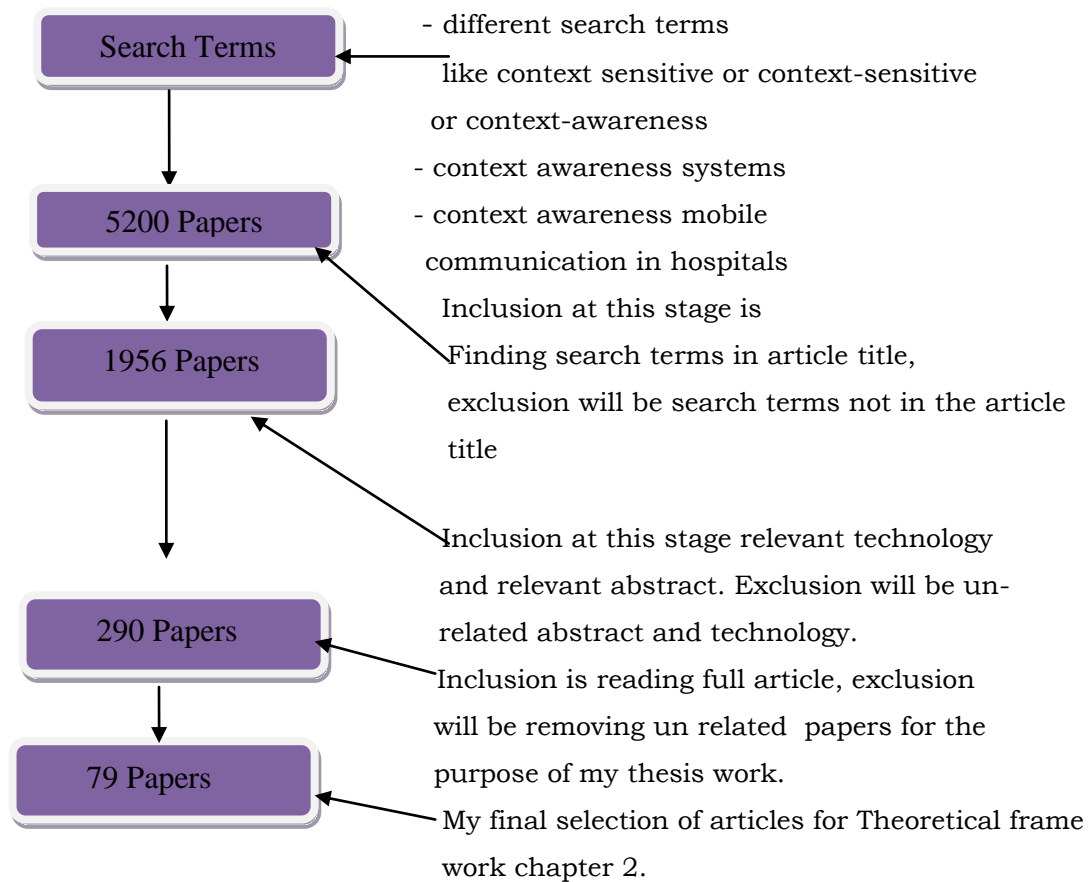 Search Terms
- different search terms
like context sensitive or context-sensitive
or context-awareness
- context awareness systems
- context awareness mobile
communication in hospitals
5200 Papers
Inclusion at this stage is
Finding search terms in article title,
exclusion will be search terms not in the article
title
1956 Papers
Inclusion at this stage relevant technology
and relevant abstract. Exclusion will be un-
related abstract and technology.
290 Papers
Inclusion is reading full article, exclusion
will be removing un related papers for the
purpose of my thesis work.
79 Papers
My final selection of articles for Theoretical frame
work chapter 2.